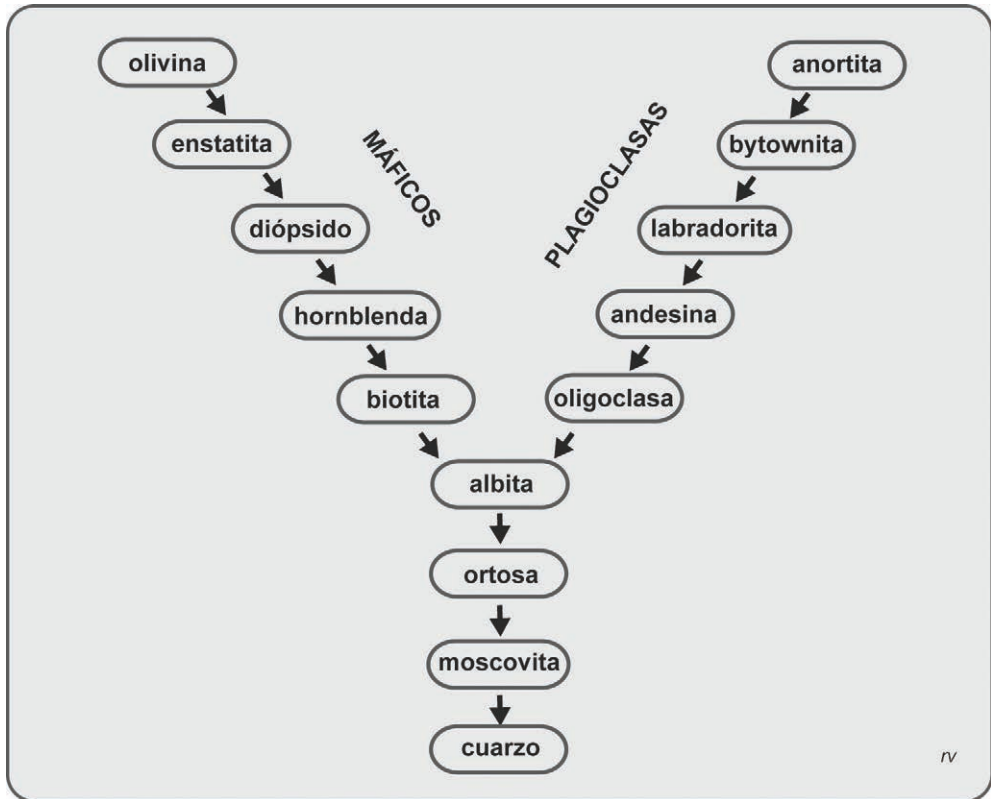 olivina
anortita
enstatita
bytownita
MÁFICOS
PLAGIOCLASAS
diópsido
labradorita
hornblenda
andesina
biotita
oligoclasa
albita
ortosa
moscovita
cuarzo
rv